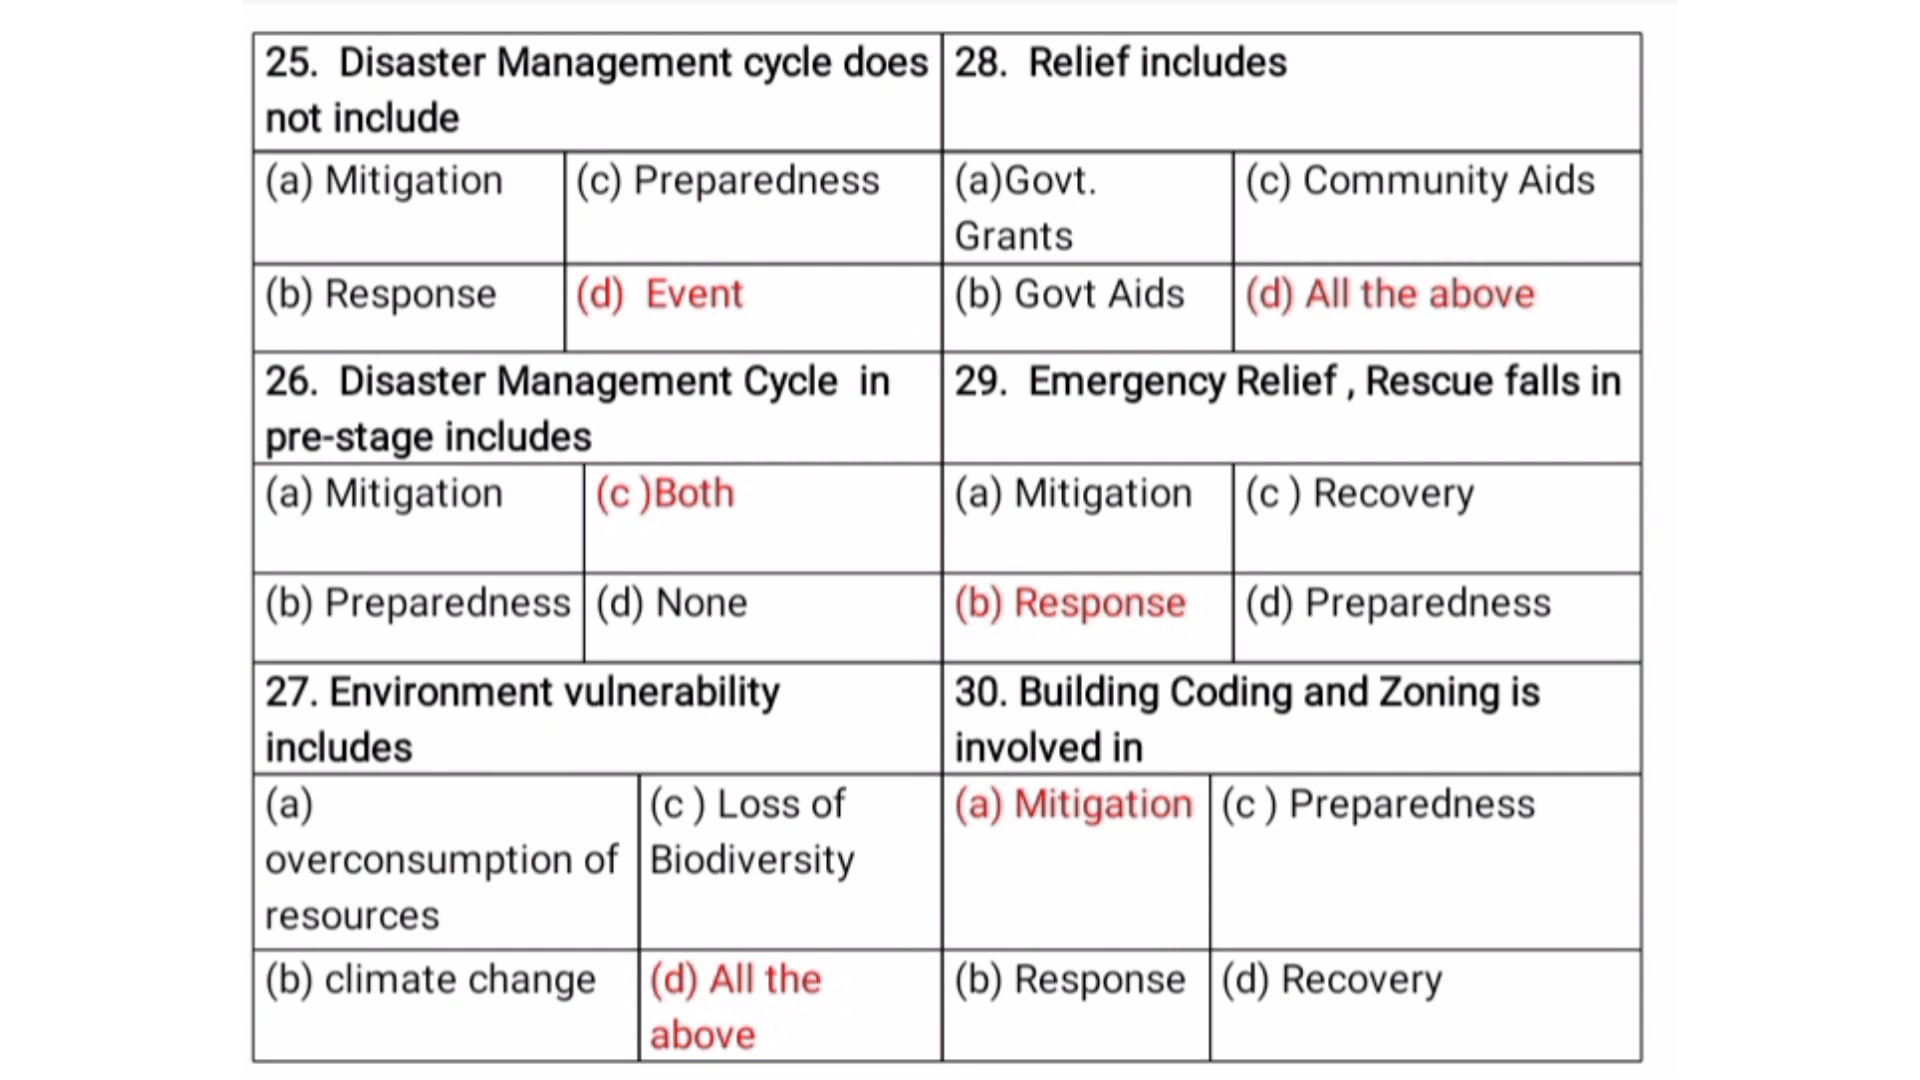 25.  Disaster Management cycle does
not include
(a) Mitigation
(c) Preparedness
(b) Response
(d)  Event
26.  Disaster Management Cycle  in
pre-stage includes
(a) Mitigation
(c )Both
(b) Preparedness
(d) None
27. Environment vulnerability
includes
(a)
overconsumption of
resources
(c ) Loss of
Biodiversity
(b) climate change
(d) All the
above
28.  Relief includes
(a)Govt.
Grants
(c) Community Aids
(b) Govt Aids
(d) All the above
29.  Emergency Relief , Rescue falls in
(a) Mitigation
(c ) Recovery
(b) Response
(d) Preparedness
30. Building Coding and Zoning is
involved in
(a) Mitigation
(c ) Preparedness
(b) Response
(d) Recovery